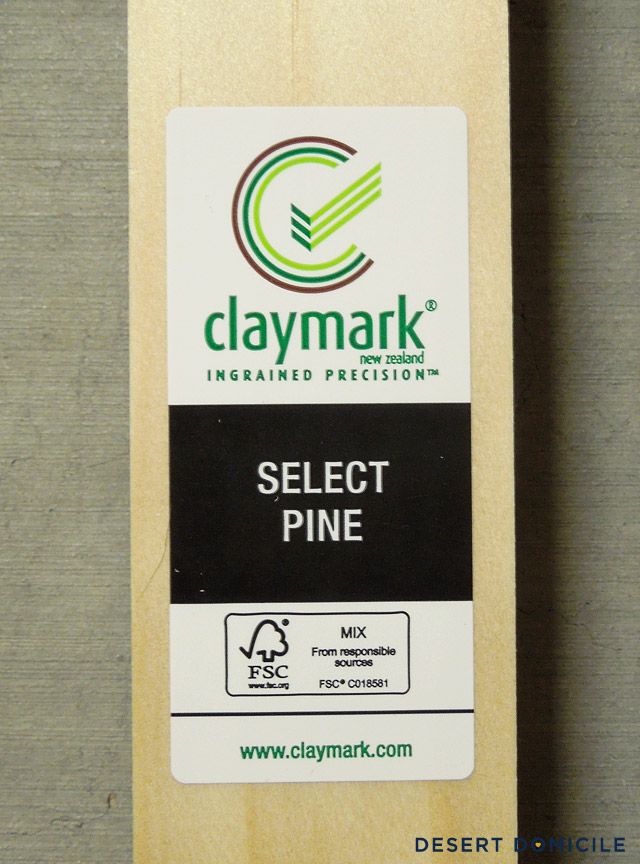 claymark®
new zealand
INGRAINED PRECISION™
SELECT
PINE
FSC®
www.fsc.org
MIX
From responsible
sources
FSC® C018581
www.claymark.com
DESERT DOMICILE